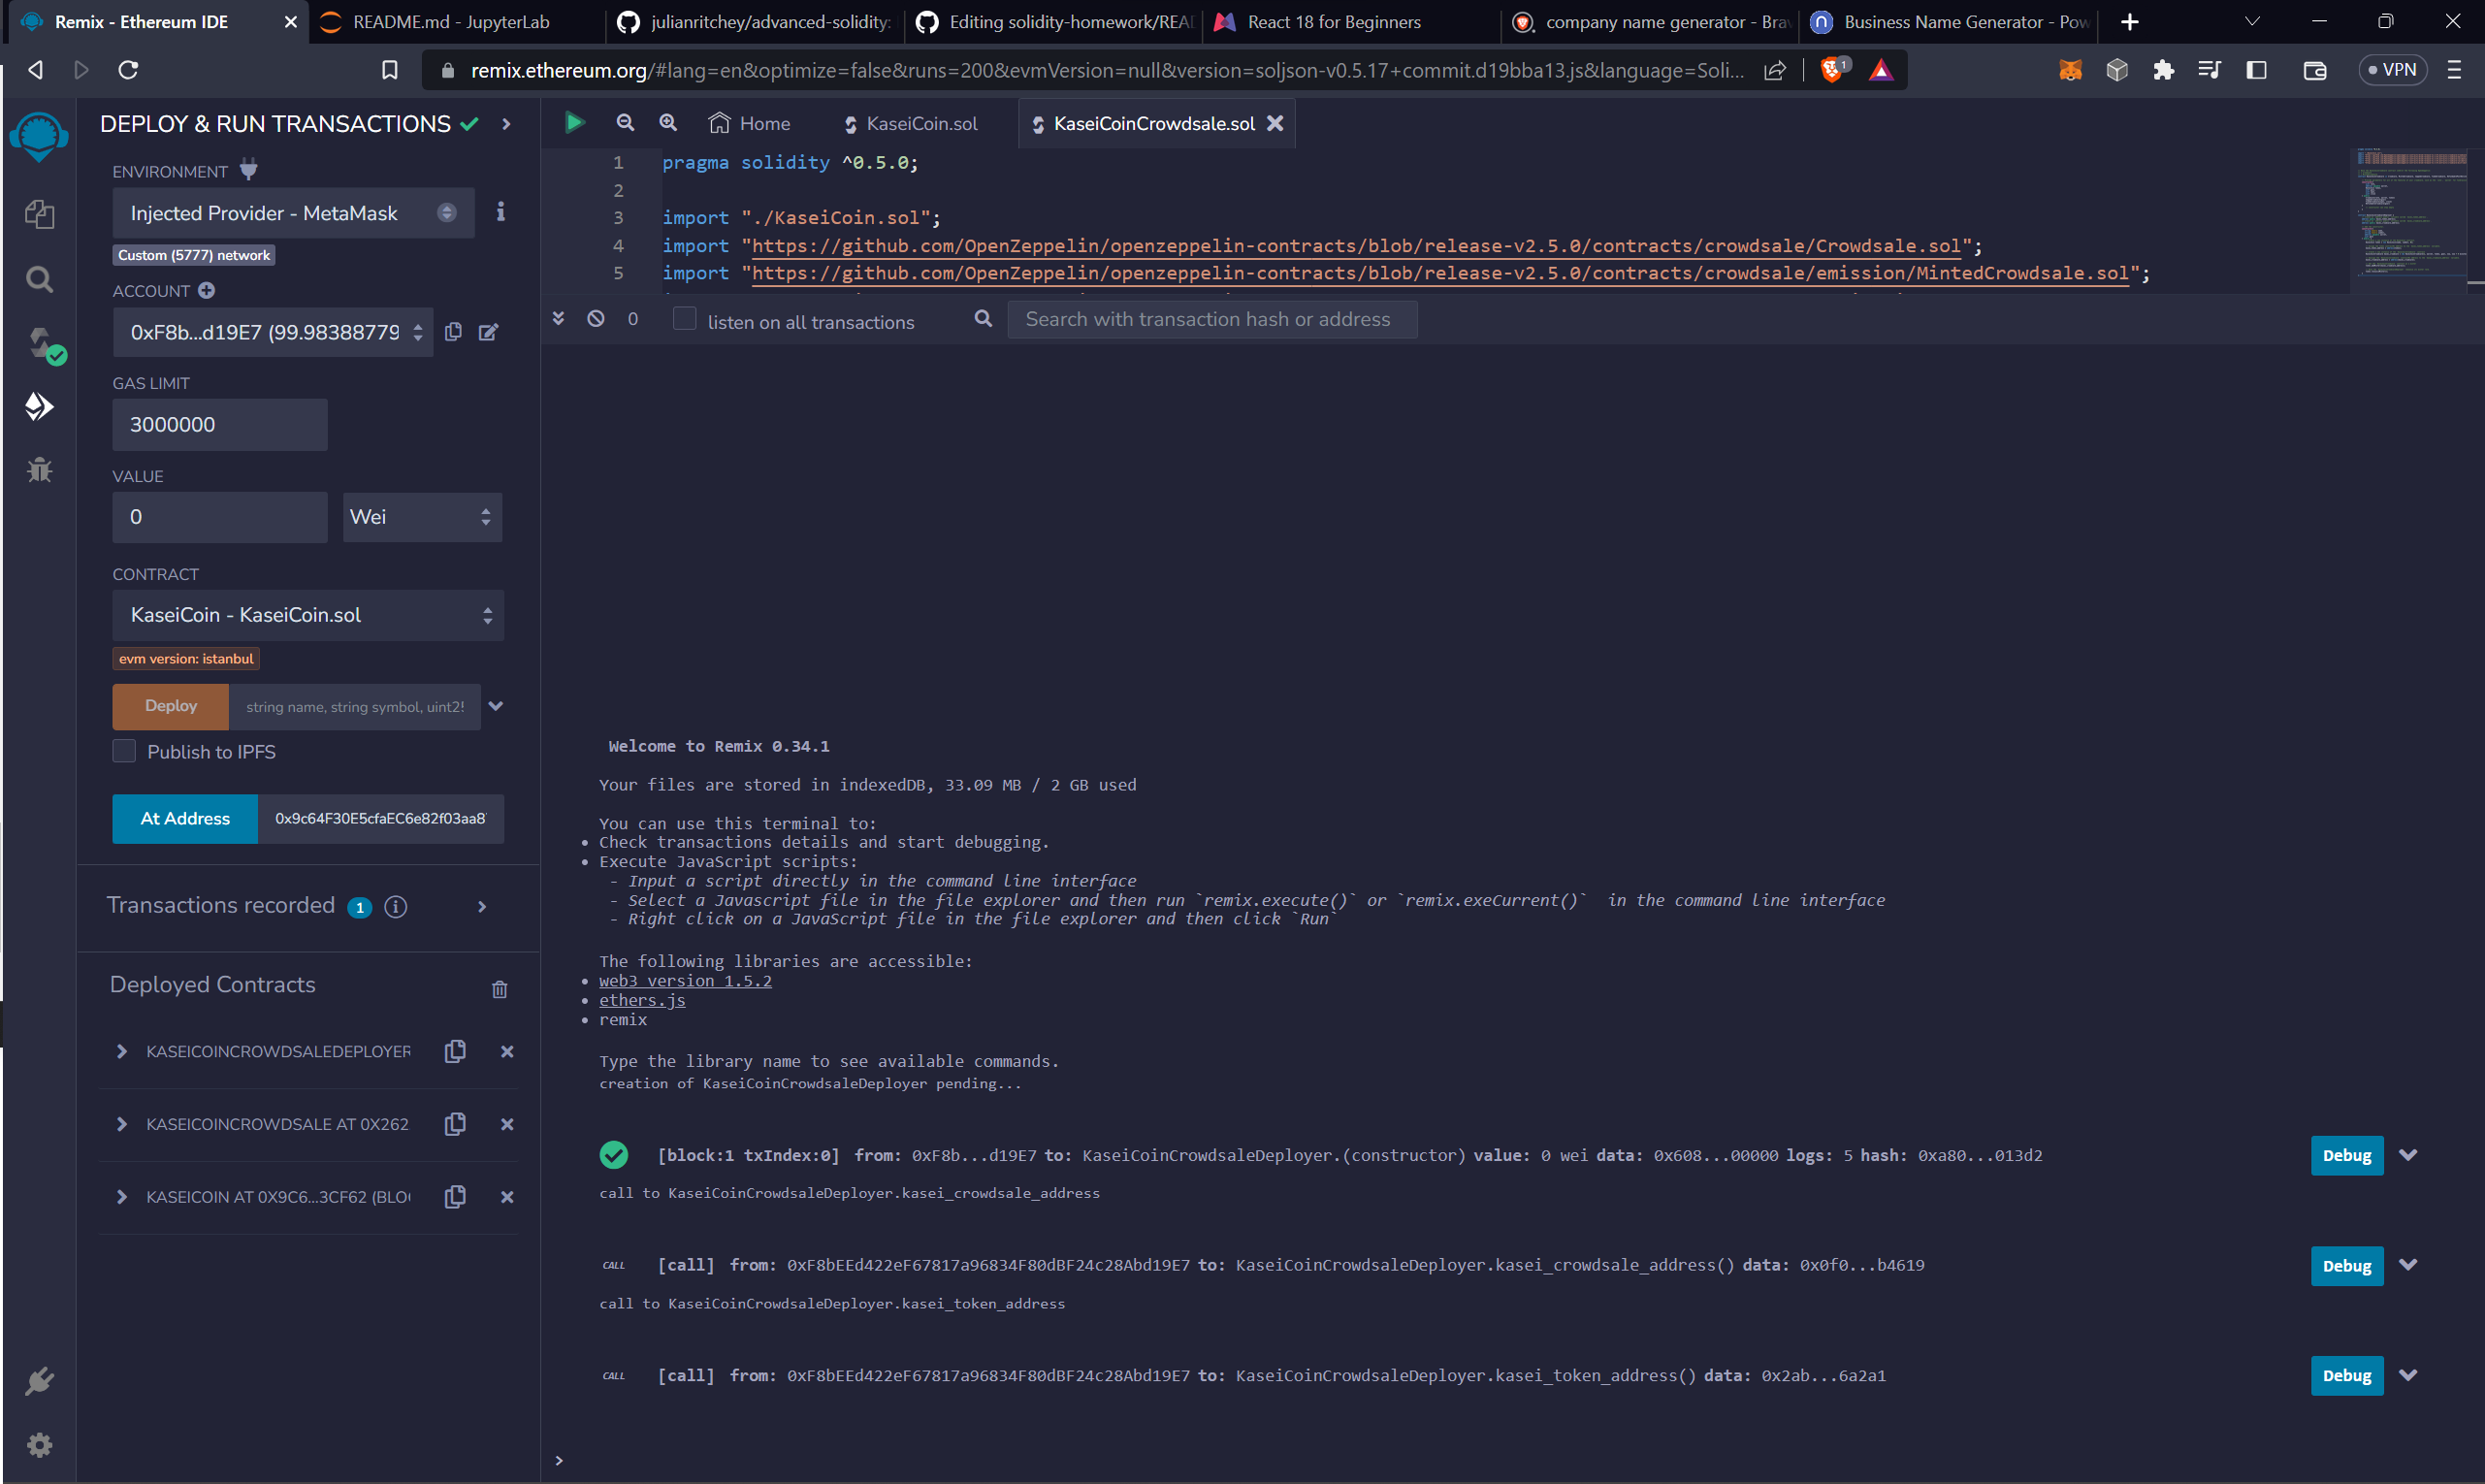 Remix - Ethereum IDE
README.md - JupyterLab
julianritchey/advanced-solidity:
Editing solidity-homework/REA
React 18 for Beginners
company name generator - Bra
Business Name Generator - Pow
remix.ethereum.org/#lang=en&optimize=false&runs=200&evmVersion=null&version=soljson-v0.5.17+commit.d19bba13.js&language=Soli...
1
VPN
DEPLOY & RUN TRANSACTIONS
Home
KaseiCoin.sol
KaseiCoinCrowdsale.sol
ENVIRONMENT
Injected Provider - MetaMask
Custom (5777) network
ACCOUNT
0xF8b...d19E7 (99.98388779
GAS LIMIT
3000000
VALUE
0
Wei
CONTRACT
KaseiCoin - KaseiCoin.sol
evm version: istanbul
Deploy
string name, string symbol, uint25
Publish to IPFS
At Address
0x9c64F30E5cfaEC6e82f03aa8
Transactions recorded 1
Deployed Contracts
KASEICOINCROWDSALEDEPLOYER
KASEICOINCROWDSALE AT 0X262
KASEICOIN AT 0X9C6...3CF62 (BLO
1 pragma solidity ^0.5.0;
2
3 import "./KaseiCoin.sol";
4 import "https://github.com/OpenZeppelin/openzeppelin-contracts/blob/release-v2.5.0/contracts/crowdsale/Crowdsale.sol";
5 import "https://github.com/OpenZeppelin/openzeppelin-contracts/blob/release-v2.5.0/contracts/crowdsale/emission/MintedCrowdsale.sol";
0
listen on all transactions
Search with transaction hash or address
Welcome to Remix 0.34.1
Your files are stored in indexedDB, 33.09 MB / 2 GB used
You can use this terminal to:
• Check transactions details and start debugging.
• Execute JavaScript scripts:
- Input a script directly in the command line interface
- Select a Javascript file in the file explorer and then run `remix.execute()` or `remix.exeCurrent()` in the command line interface
- Right click on a JavaScript file in the file explorer and then click `Run`
The following libraries are accessible:
• web3 version 1.5.2
• ethers.js
• remix
Type the library name to see available commands.
creation of KaseiCoinCrowdsaleDeployer pending...
[block:1 txIndex:0] from: 0xF8b...d19E7 to: KaseiCoinCrowdsaleDeployer.(constructor) value: 0 wei data: 0x608...00000 logs: 5 hash: 0xa80...013d2
Debug
call to KaseiCoinCrowdsaleDeployer.kasei_crowdsale_address
CALL [call] from: 0xF8bEEd422eF67817a96834F80dBF24c28Abd19E7 to: KaseiCoinCrowdsaleDeployer.kasei_crowdsale_address() data: 0x0f0...b4619
Debug
call to KaseiCoinCrowdsaleDeployer.kasei_token_address
CALL [call] from: 0xF8bEEd422eF67817a96834F80dBF24c28Abd19E7 to: KaseiCoinCrowdsaleDeployer.kasei_token_address() data: 0x2ab...6a2a1
Debug
>